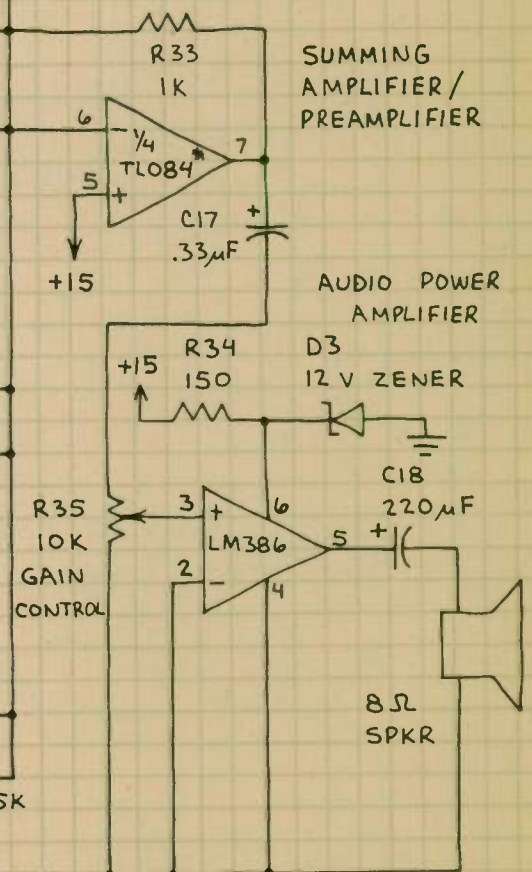 R33
1K
SUMMING
AMPLIFIER/
PREAMPLIFIER
6
-
1/4
TL084*
7
5
+
+15
C17
.33µF
+
AUDIO POWER
AMPLIFIER
+15
R34
150
D3
12 V ZENER
R35
10K
GAIN
CONTROL
3
+
6
LM386
5
2
-
4
C18
220µF
+
8Ω
SPKR
5K